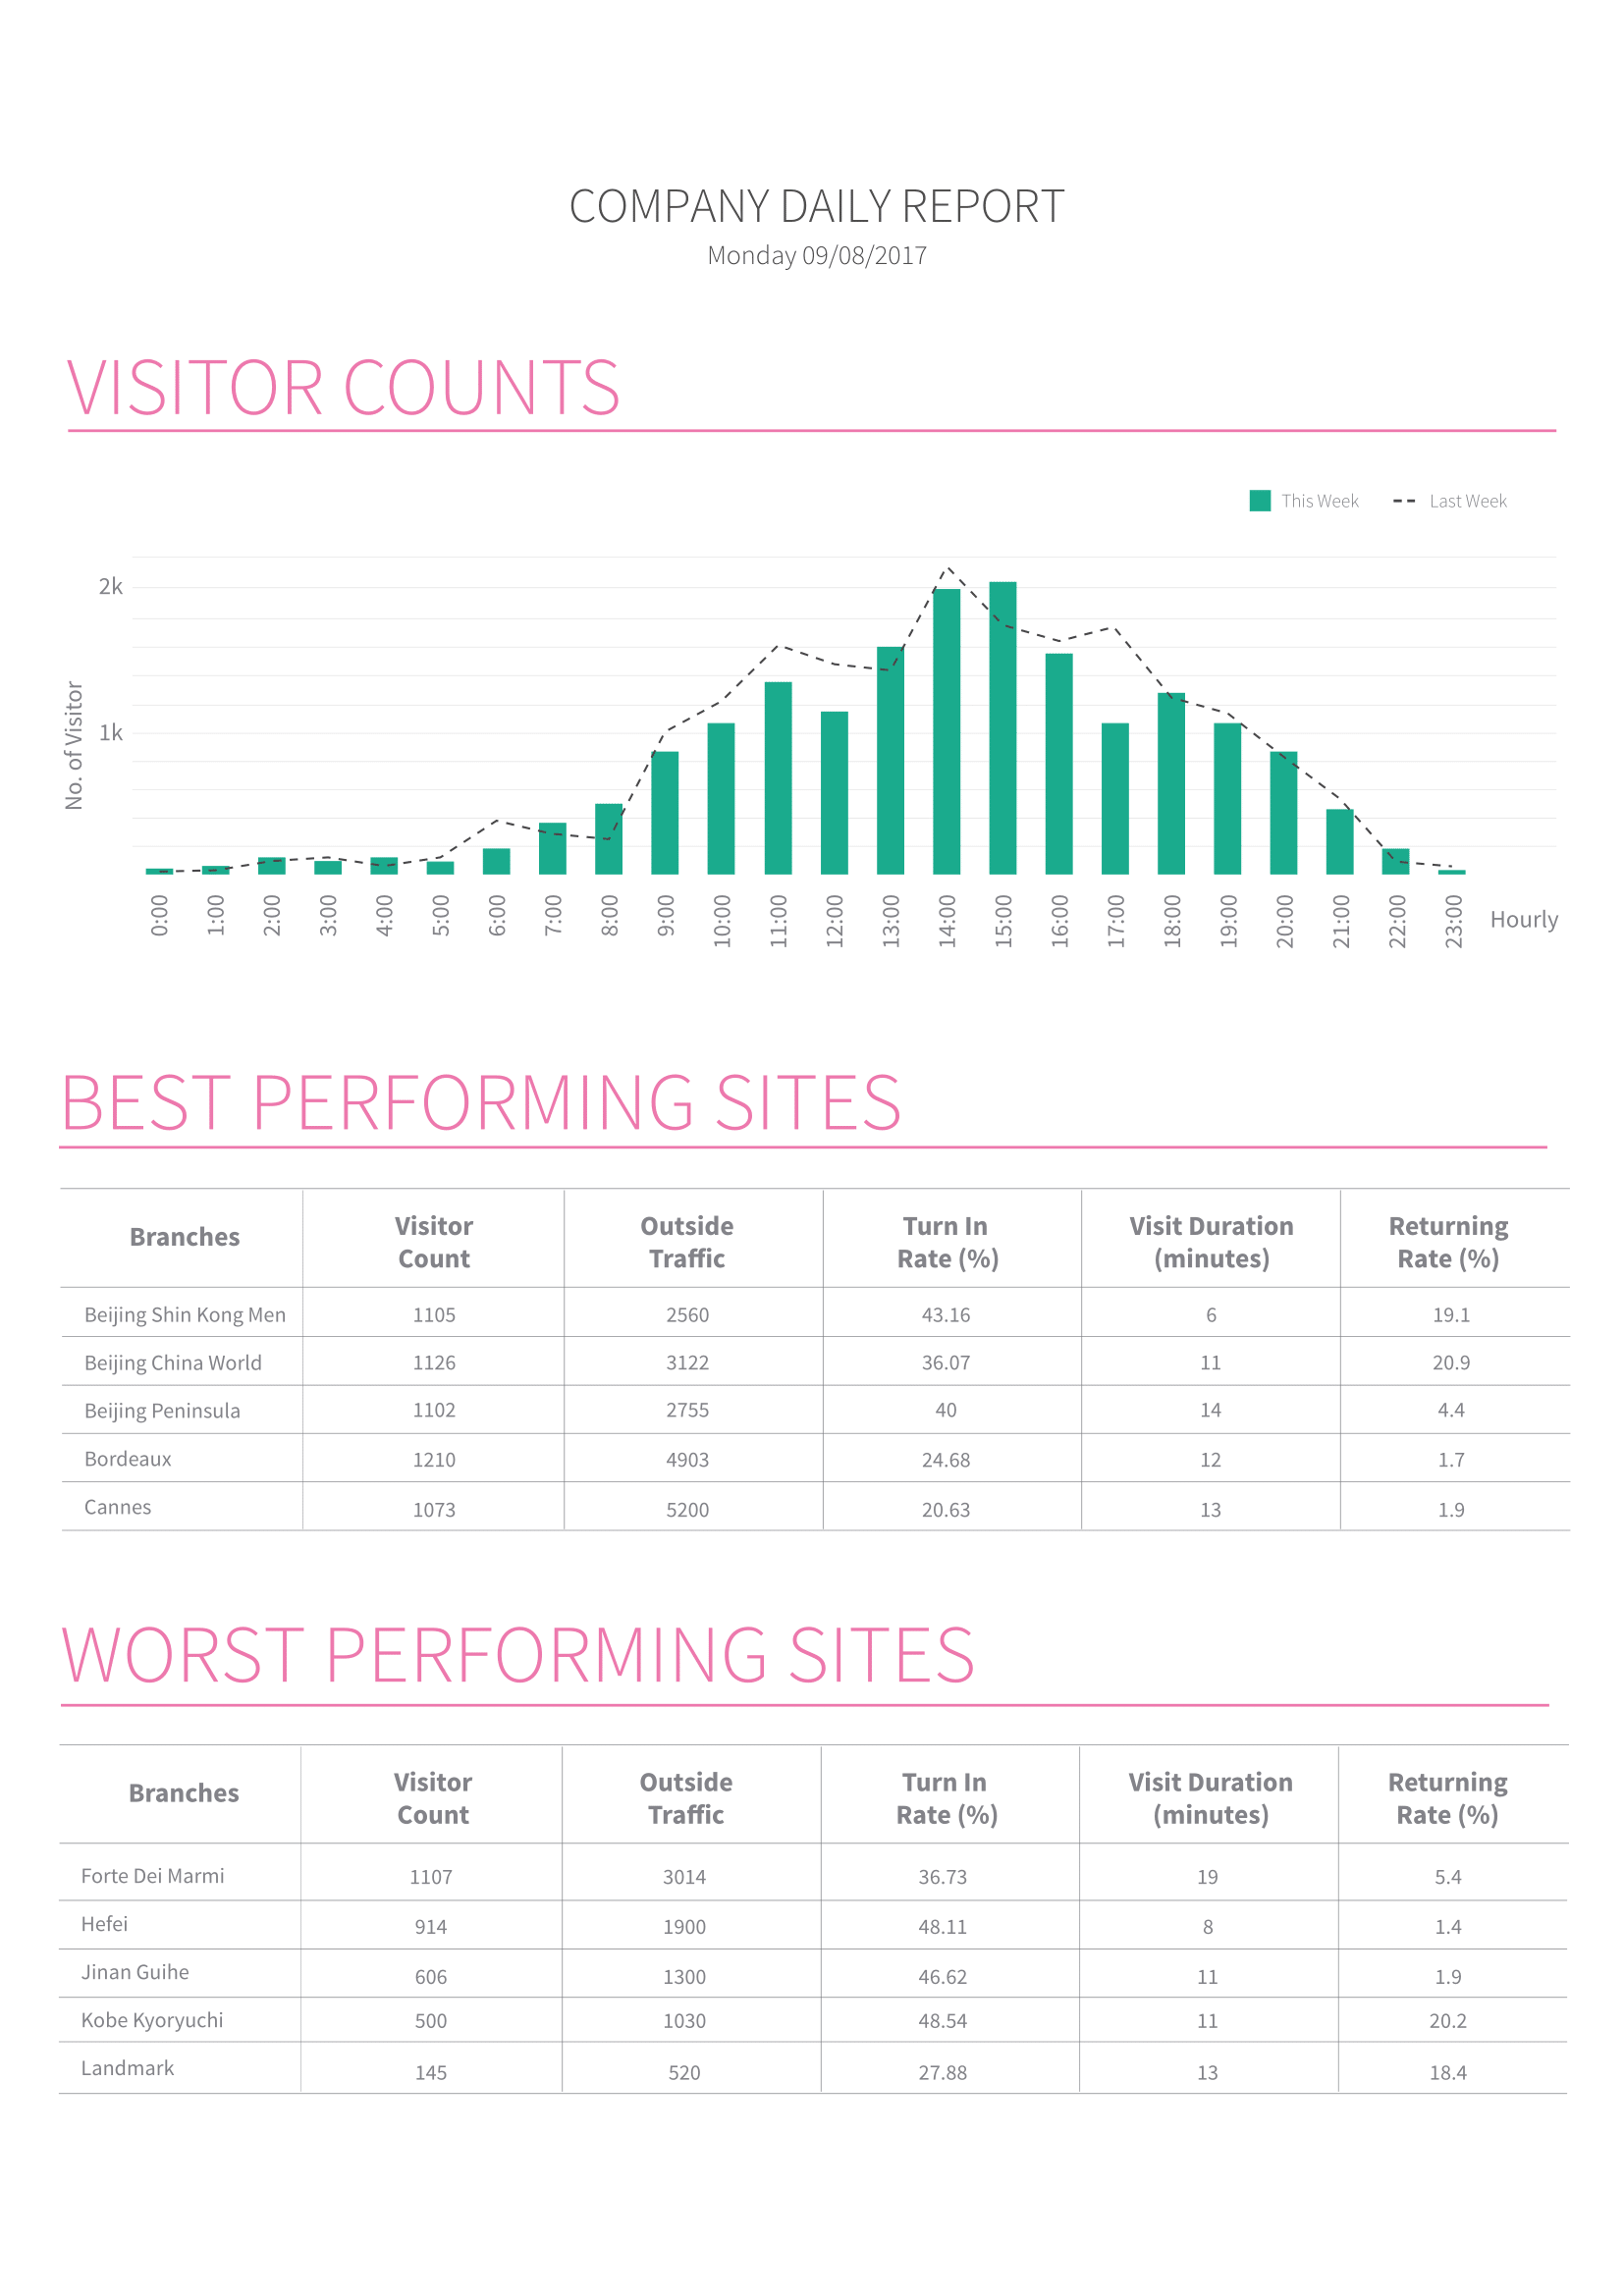 COMPANY DAILY REPORT
Monday 09/08/2017
VISITOR COUNTS
This Week Last Week
No. of Visitor
2k
1k
0:00 1:00 2:00 3:00 4:00 5:00 6:00 7:00 8:00 9:00 10:00 11:00 12:00 13:00 14:00 15:00 16:00 17:00 18:00 19:00 20:00 21:00 22:00 23:00 Hourly
BEST PERFORMING SITES
Branches Visitor Count Outside Traffic Turn In Rate (%) Visit Duration (minutes) Returning Rate (%)
Beijing Shin Kong Men 1105 2560 43.16 6 19.1
Beijing China World 1126 3122 36.07 11 20.9
Beijing Peninsula 1102 2755 40 14 4.4
Bordeaux 1210 4903 24.68 12 1.7
Cannes 1073 5200 20.63 13 1.9
WORST PERFORMING SITES
Branches Visitor Count Outside Traffic Turn In Rate (%) Visit Duration (minutes) Returning Rate (%)
Forte Dei Marmi 1107 3014 36.73 19 5.4
Hefei 914 1900 48.11 8 1.4
Jinan Guihe 606 1300 46.62 11 1.9
Kobe Kyoryuchi 500 1030 48.54 11 20.2
Landmark 145 520 27.88 13 18.4